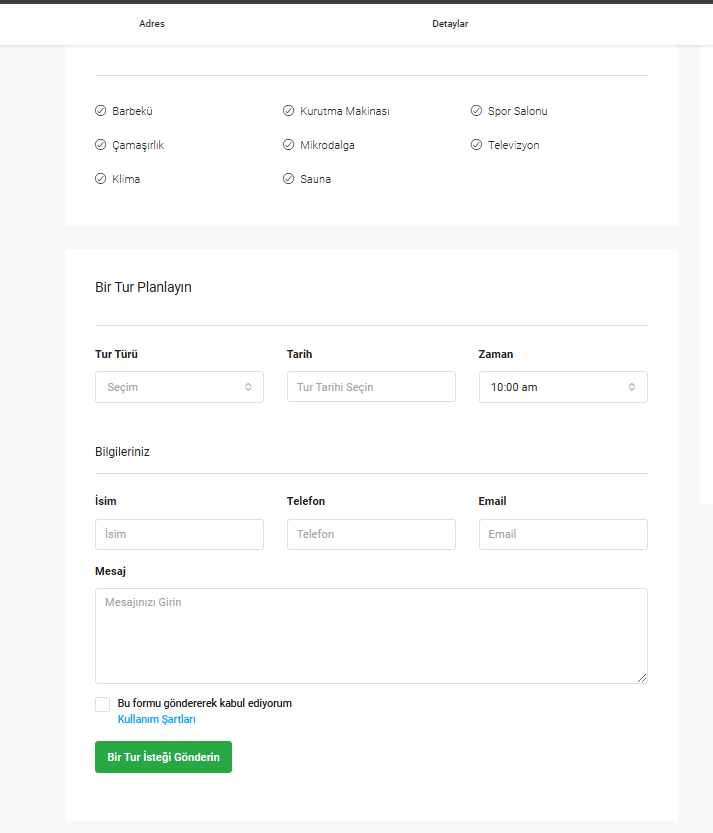 Adres Detaylar
Barbekü Kurutma Makinası Spor Salonu
Çamaşırlık Mikrodalga Televizyon
Klima Sauna
Bir Tur Planlayın
Tur Türü Tarih Zaman
Seçim Tur Tarihi Seçin 10:00 am
Bilgileriniz
İsim Telefon Email
İsim Telefon Email
Mesaj
Mesajınızı Girin
Bu formu göndererek kabul ediyorum
Kullanım Şartları
Bir Tur İsteği Gönderin